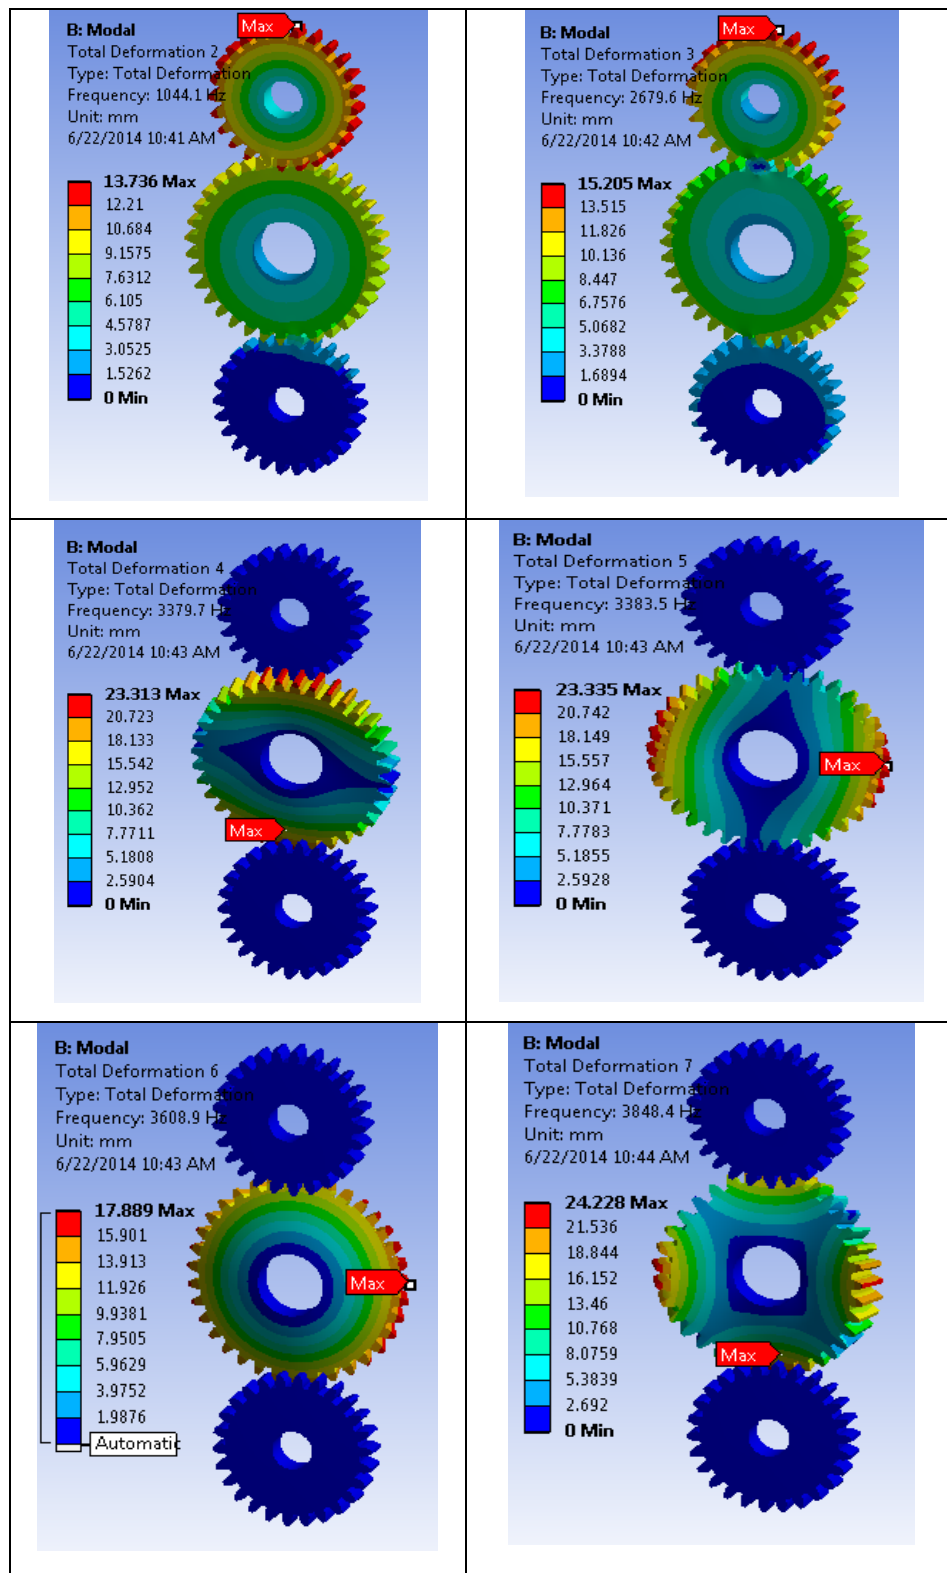 B: Modal
Total Deformation 2
Type: Total Deformation
Frequency: 1044.1 Hz
Unit: mm
6/22/2014 10:41 AM
Max
13.736 Max
12.21
10.684
9.1575
7.6312
6.105
4.5787
3.0525
1.5262
0 Min
B: Modal
Total Deformation 3
Type: Total Deformation
Frequency: 2679.6 Hz
Unit: mm
6/22/2014 10:42 AM
Max
15.205 Max
13.515
11.826
10.136
8.447
6.7576
5.0682
3.3788
1.6894
0 Min
B: Modal
Total Deformation 4
Type: Total Deformation
Frequency: 3379.7 Hz
Unit: mm
6/22/2014 10:43 AM
23.313 Max
20.723
18.133
15.542
12.952
10.362
7.7711
5.1808
2.5904
0 Min
Max
B: Modal
Total Deformation 5
Type: Total Deformation
Frequency: 3383.5 Hz
Unit: mm
6/22/2014 10:43 AM
23.335 Max
20.742
18.149
15.557
12.964
10.371
7.7783
5.1855
2.5928
0 Min
Max
B: Modal
Total Deformation 6
Type: Total Deformation
Frequency: 3608.9 Hz
Unit: mm
6/22/2014 10:43 AM
17.889 Max
15.901
13.913
11.926
9.9381
7.9505
5.9629
3.9752
1.9876
Automatic
Max
B: Modal
Total Deformation 7
Type: Total Deformation
Frequency: 3848.4 Hz
Unit: mm
6/22/2014 10:44 AM
24.228 Max
21.536
18.844
16.152
13.46
10.768
8.0759
5.3839
2.692
0 Min
Max